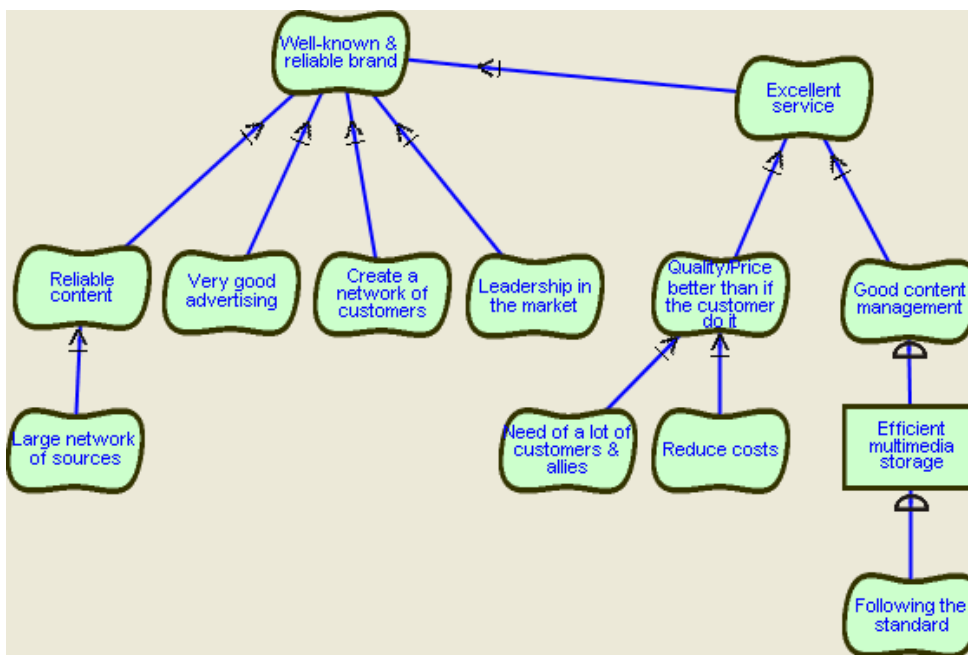 Well-known &
reliable brand
Excellent
service
Reliable
content
Very good
advertising
Create a
network of
customers
Leadership in
the market
Quality/Price
better than if
the customer
do it
Good content
management
Large network
of sources
Need of a lot of
customers &
allies
Reduce costs
Efficient
multimedia
storage
Following the
standard